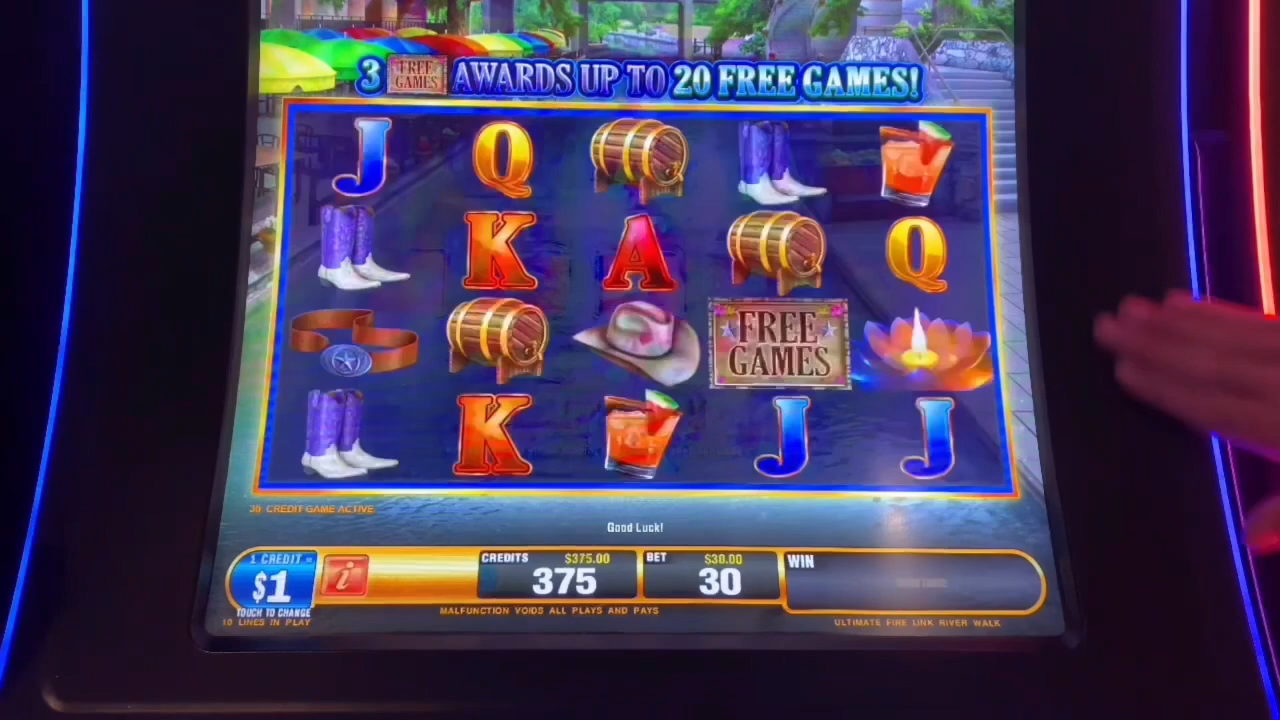 3 FREE GAMES AWARDS UP TO 20 FREE GAMES!
J Q
K A Q
FREE GAMES
K J J
30 CREDIT GAME ACTIVE
Good Luck!
1 CREDIT =
$1
TOUCH TO CHANGE
i
CREDITS $375.00
375
BET $30.00
30
WIN
10 LINES IN PLAY
MALFUNCTION VOIDS ALL PLAYS AND PAYS
ULTIMATE FIRE LINK RIVER WALK